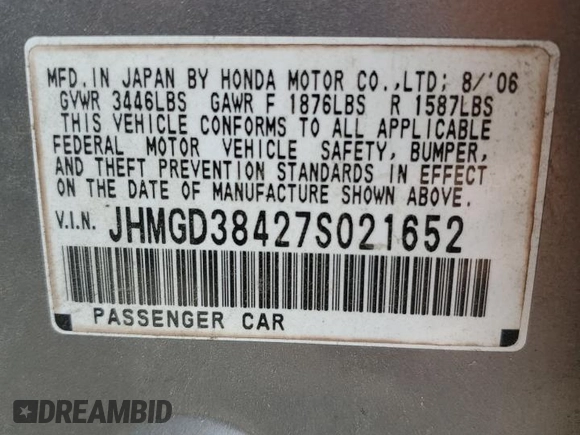 MFD.IN JAPAN BY HONDA MOTOR CO.,LTD; 8/'06
GVWR 3446LBS GAWR F 1876LBS R 1587LBS
THIS VEHICLE CONFORMS TO ALL APPLICABLE
FEDERAL MOTOR VEHICLE SAFETY, BUMPER,
AND THEFT PREVENTION STANDARDS IN EFFECT
ON THE DATE OF MANUFACTURE SHOWN ABOVE.
V.I.N. JHMGD38427S021652
PASSENGER CAR
DREAMBID